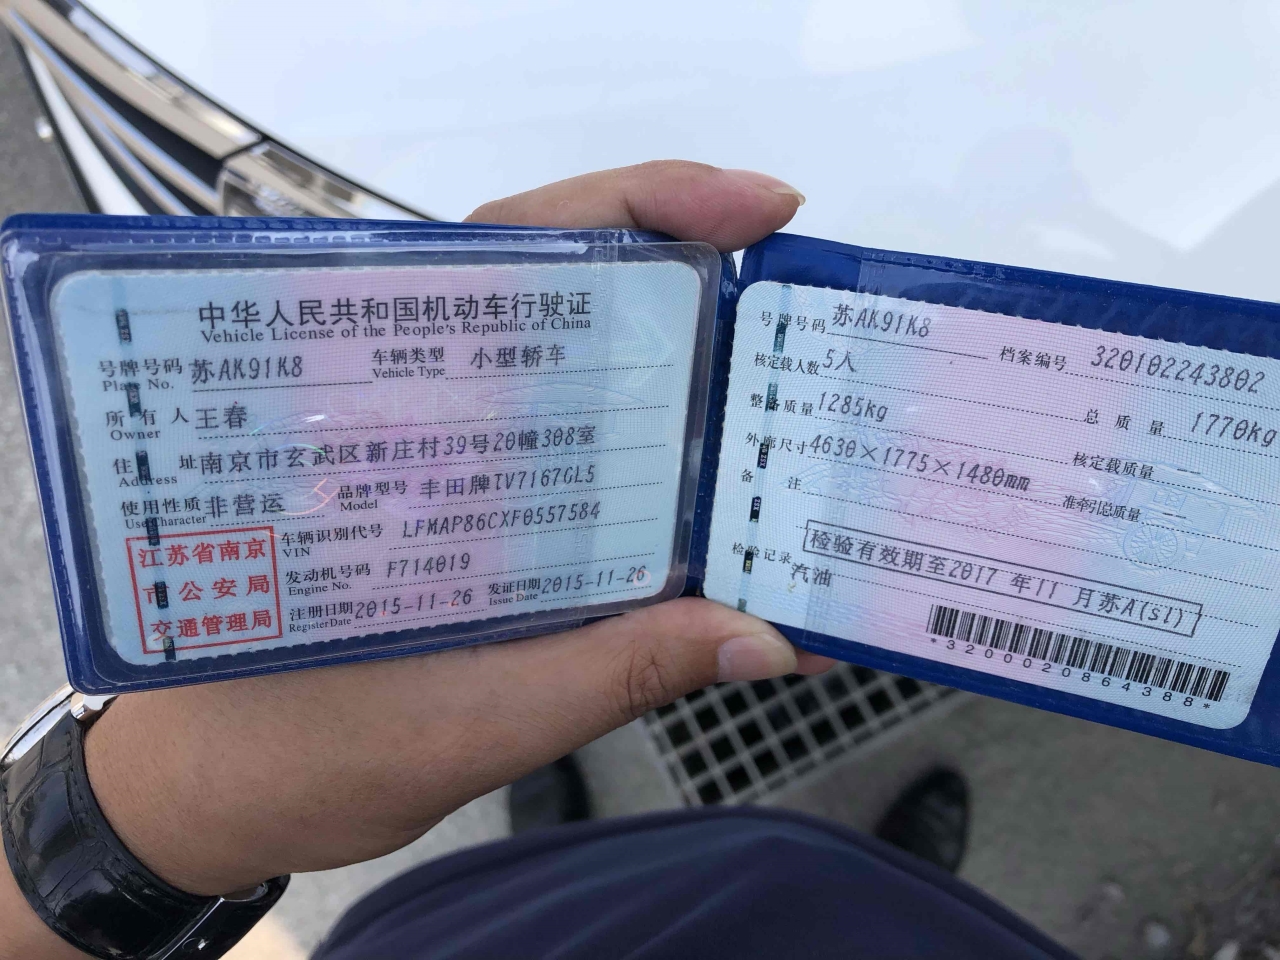 中华人民共和国机动车行驶证
Vehicle License of the People's Republic of China
号牌号码 苏AK91K8 车辆类型 小型轿车
Plate No. Vehicle Type
所有人 王春
Owner
住址 南京市玄武区新庄村39号20幢308室
Address
使用性质 非营运 品牌型号 丰田牌TV7167GL5
Use Character Model
江苏省南京
市公安局
交通管理局
车辆识别代号 LFMAP86CXF0557584
VIN
发动机号码 F714019
Engine No.
注册日期 2015-11-26 发证日期 2015-11-26
Register Date Issue Date
号牌号码 苏AK91K8 档案编号 320102243802
核定载人数 5人 总质量 1770kg
整备质量 1285kg 核定载质量 --
外廓尺寸 4630×1775×1480mm 准牵引总质量 --
备注
检验有效期至2017年11月苏A(sl)
检验记录
汽油
*3200020864388*